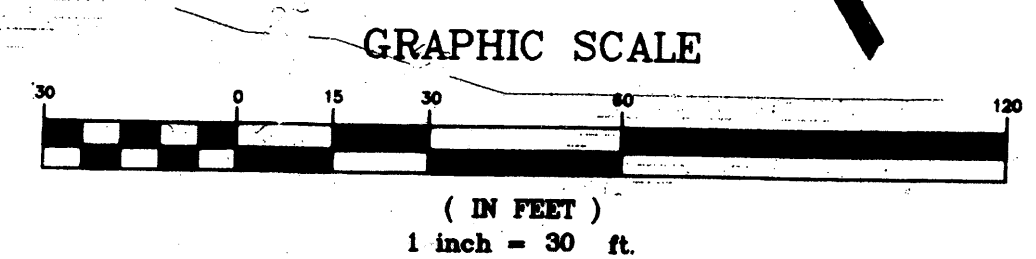 GRAPHIC SCALE
30 0 15 30 60 120
( IN FEET )
1 inch = 30 ft.